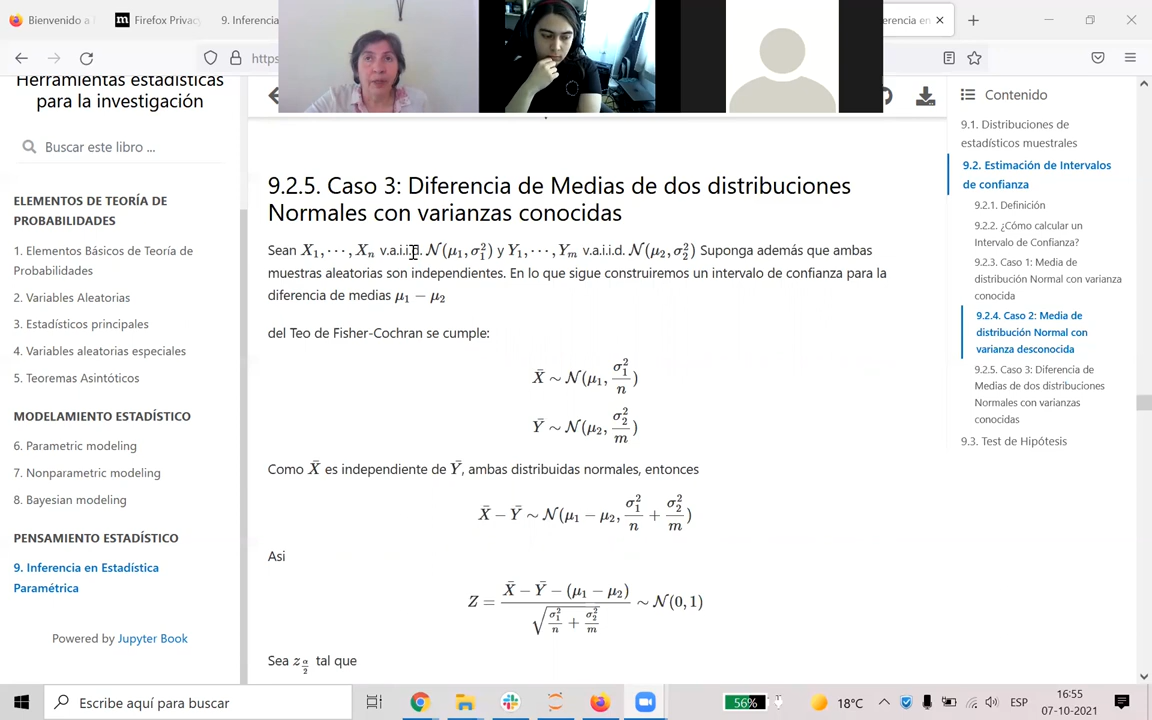 Bienvenido a
Firefox Privacy
9. Inferencia
erencia en
https
Herramientas estadísticas
para la investigación
Buscar este libro ...
ELEMENTOS DE TEORÍA DE
PROBABILIDADES
1. Elementos Básicos de Teoría de
Probabilidades
2. Variables Aleatorias
3. Estadísticos principales
4. Variables aleatorias especiales
5. Teoremas Asintóticos
MODELAMIENTO ESTADÍSTICO
6. Parametric modeling
7. Nonparametric modeling
8. Bayesian modeling
PENSAMIENTO ESTADÍSTICO
9. Inferencia en Estadística
Paramétrica
Powered by Jupyter Book
9.2.5. Caso 3: Diferencia de Medias de dos distribuciones
Normales con varianzas conocidas
Sean X₁, ⋯, Xₙ v.a.i.i.d. 𝒩(μ₁, σ₁²) y Y₁, ⋯, Yₘ v.a.i.i.d. 𝒩(μ₂, σ₂²) Suponga además que ambas
muestras aleatorias son independientes. En lo que sigue construiremos un intervalo de confianza para la
diferencia de medias μ₁ − μ₂
del Teo de Fisher-Cochran se cumple:
X̄ ∼ 𝒩(μ₁, σ₁²/n)
Ȳ ∼ 𝒩(μ₂, σ₂²/m)
Como X̄ es independiente de Ȳ, ambas distribuidas normales, entonces
X̄ − Ȳ ∼ 𝒩(μ₁ − μ₂, σ₁²/n + σ₂²/m)
Asi
Z = (X̄ − Ȳ − (μ₁ − μ₂))/√(σ₁²/n + σ₂²/m) ∼ 𝒩(0, 1)
Sea z_{α/2} tal que
Contenido
9.1. Distribuciones de
estadísticos muestrales
9.2. Estimación de Intervalos
de confianza
9.2.1. Definición
9.2.2. ¿Cómo calcular un
Intervalo de Confianza?
9.2.3. Caso 1: Media de
distribución Normal con varianza
conocida
9.2.4. Caso 2: Media de
distribución Normal con
varianza desconocida
9.2.5. Caso 3: Diferencia de
Medias de dos distribuciones
Normales con varianzas
conocidas
9.3. Test de Hipótesis
Escribe aquí para buscar
56%
18°C
ESP
16:55
07-10-2021